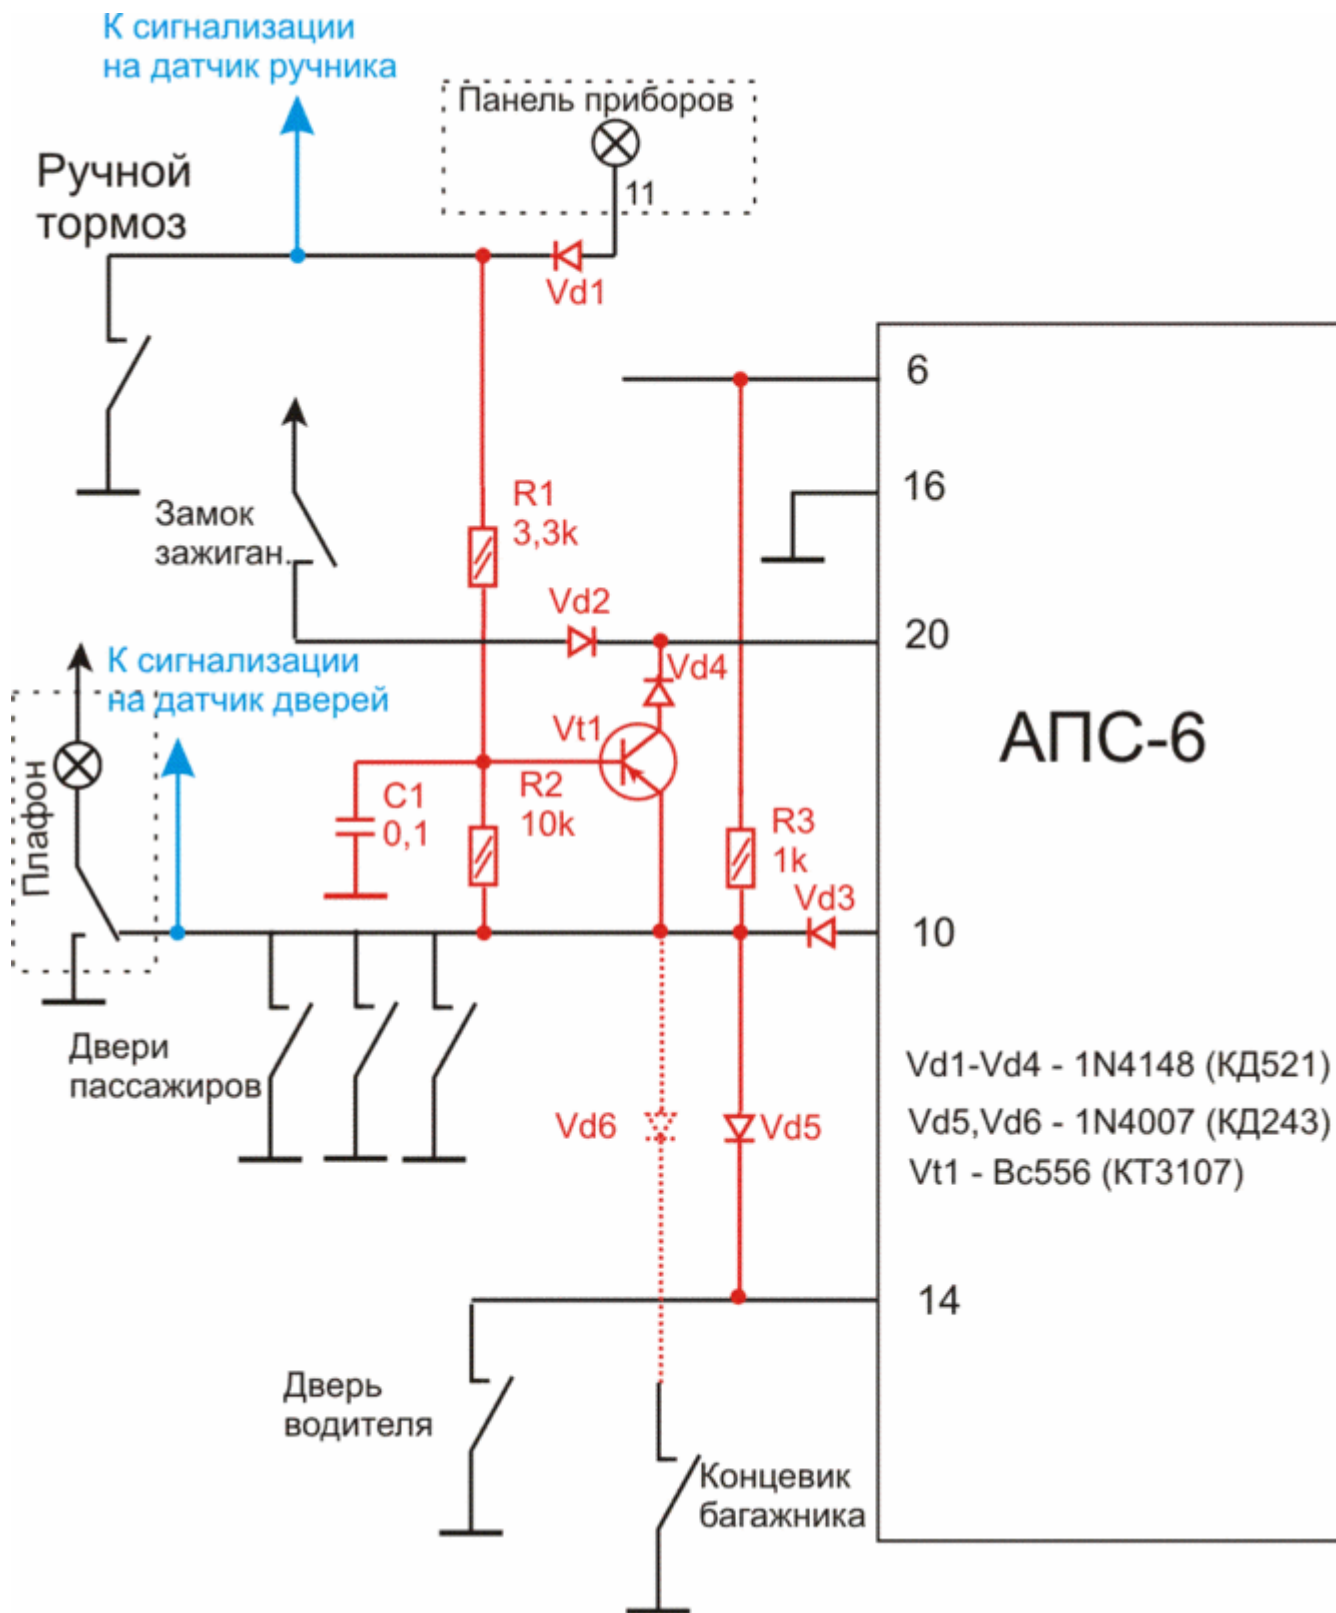 К сигнализации
на датчик ручника
Панель приборов
Ручной
тормоз
11
Vd1
6
16
R1
3,3k
Замок
зажиган.
Vd2
20
К сигнализации
на датчик дверей
Vd4
Vt1
АПС-6
Плафон
C1
0,1
R2
10k
R3
1k
Vd3
10
Двери
пассажиров
Vd1-Vd4 - 1N4148 (КД521)
Vd5,Vd6 - 1N4007 (КД243)
Vt1 - Bc556 (КТ3107)
Vd6
Vd5
14
Дверь
водителя
Концевик
багажника